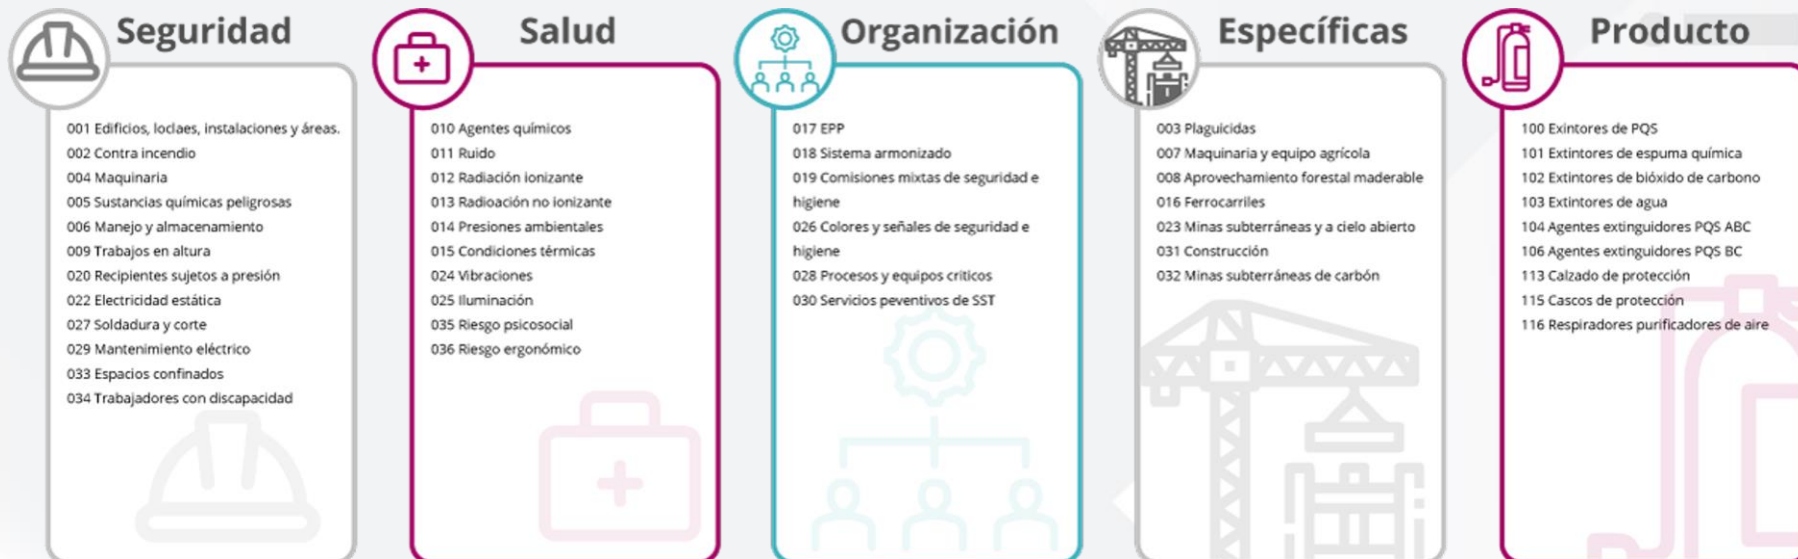 Seguridad
001 Edificios, loclaes, instalaciones y áreas.
002 Contra incendio
004 Maquinaria
005 Sustancias químicas peligrosas
006 Manejo y almacenamiento
009 Trabajos en altura
020 Recipientes sujetos a presión
022 Electricidad estática
027 Soldadura y corte
029 Mantenimiento eléctrico
033 Espacios confinados
034 Trabajadores con discapacidad
Salud
010 Agentes químicos
011 Ruido
012 Radiación ionizante
013 Radioación no ionizante
014 Presiones ambientales
015 Condiciones térmicas
024 Vibraciones
025 Iluminación
035 Riesgo psicosocial
036 Riesgo ergonómico
Organización
017 EPP
018 Sistema armonizado
019 Comisiones mixtas de seguridad e
higiene
026 Colores y señales de seguridad e
higiene
028 Procesos y equipos criticos
030 Servicios peventivos de SST
Específicas
003 Plaguicidas
007 Maquinaria y equipo agrícola
008 Aprovechamiento forestal maderable
016 Ferrocarriles
023 Minas subterráneas y a cielo abierto
031 Construcción
032 Minas subterráneas de carbón
Producto
100 Exintores de PQS
101 Extintores de espuma química
102 Extintores de bióxido de carbono
103 Extintores de agua
104 Agentes extinguidores PQS ABC
106 Agentes extinguidores PQS BC
113 Calzado de protección
115 Cascos de protección
116 Respiradores purificadores de aire